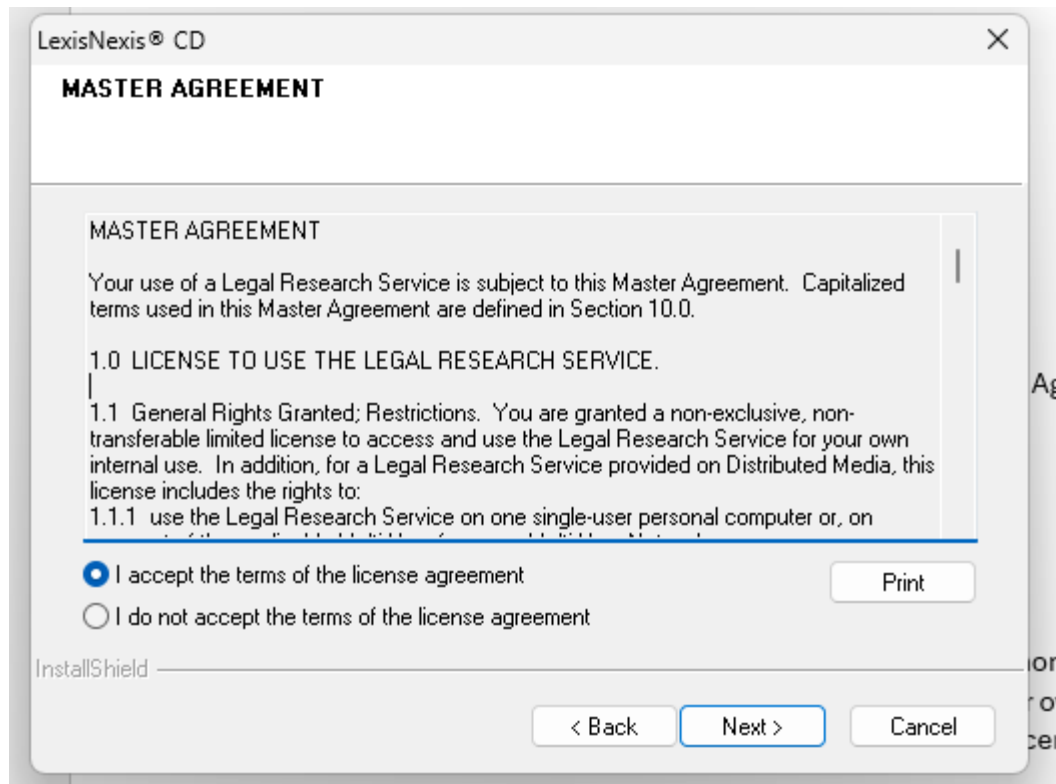 LexisNexis® CD
MASTER AGREEMENT
MASTER AGREEMENT
Your use of a Legal Research Service is subject to this Master Agreement.  Capitalized
terms used in this Master Agreement are defined in Section 10.0.
1.0  LICENSE TO USE THE LEGAL RESEARCH SERVICE.
1.1  General Rights Granted; Restrictions.  You are granted a non-exclusive, non-
transferable limited license to access and use the Legal Research Service for your own
internal use.  In addition, for a Legal Research Service provided on Distributed Media, this
license includes the rights to:
1.1.1  use the Legal Research Service on one single-user personal computer or, on
I accept the terms of the license agreement
Print
I do not accept the terms of the license agreement
InstallShield
< Back
Next >
Cancel